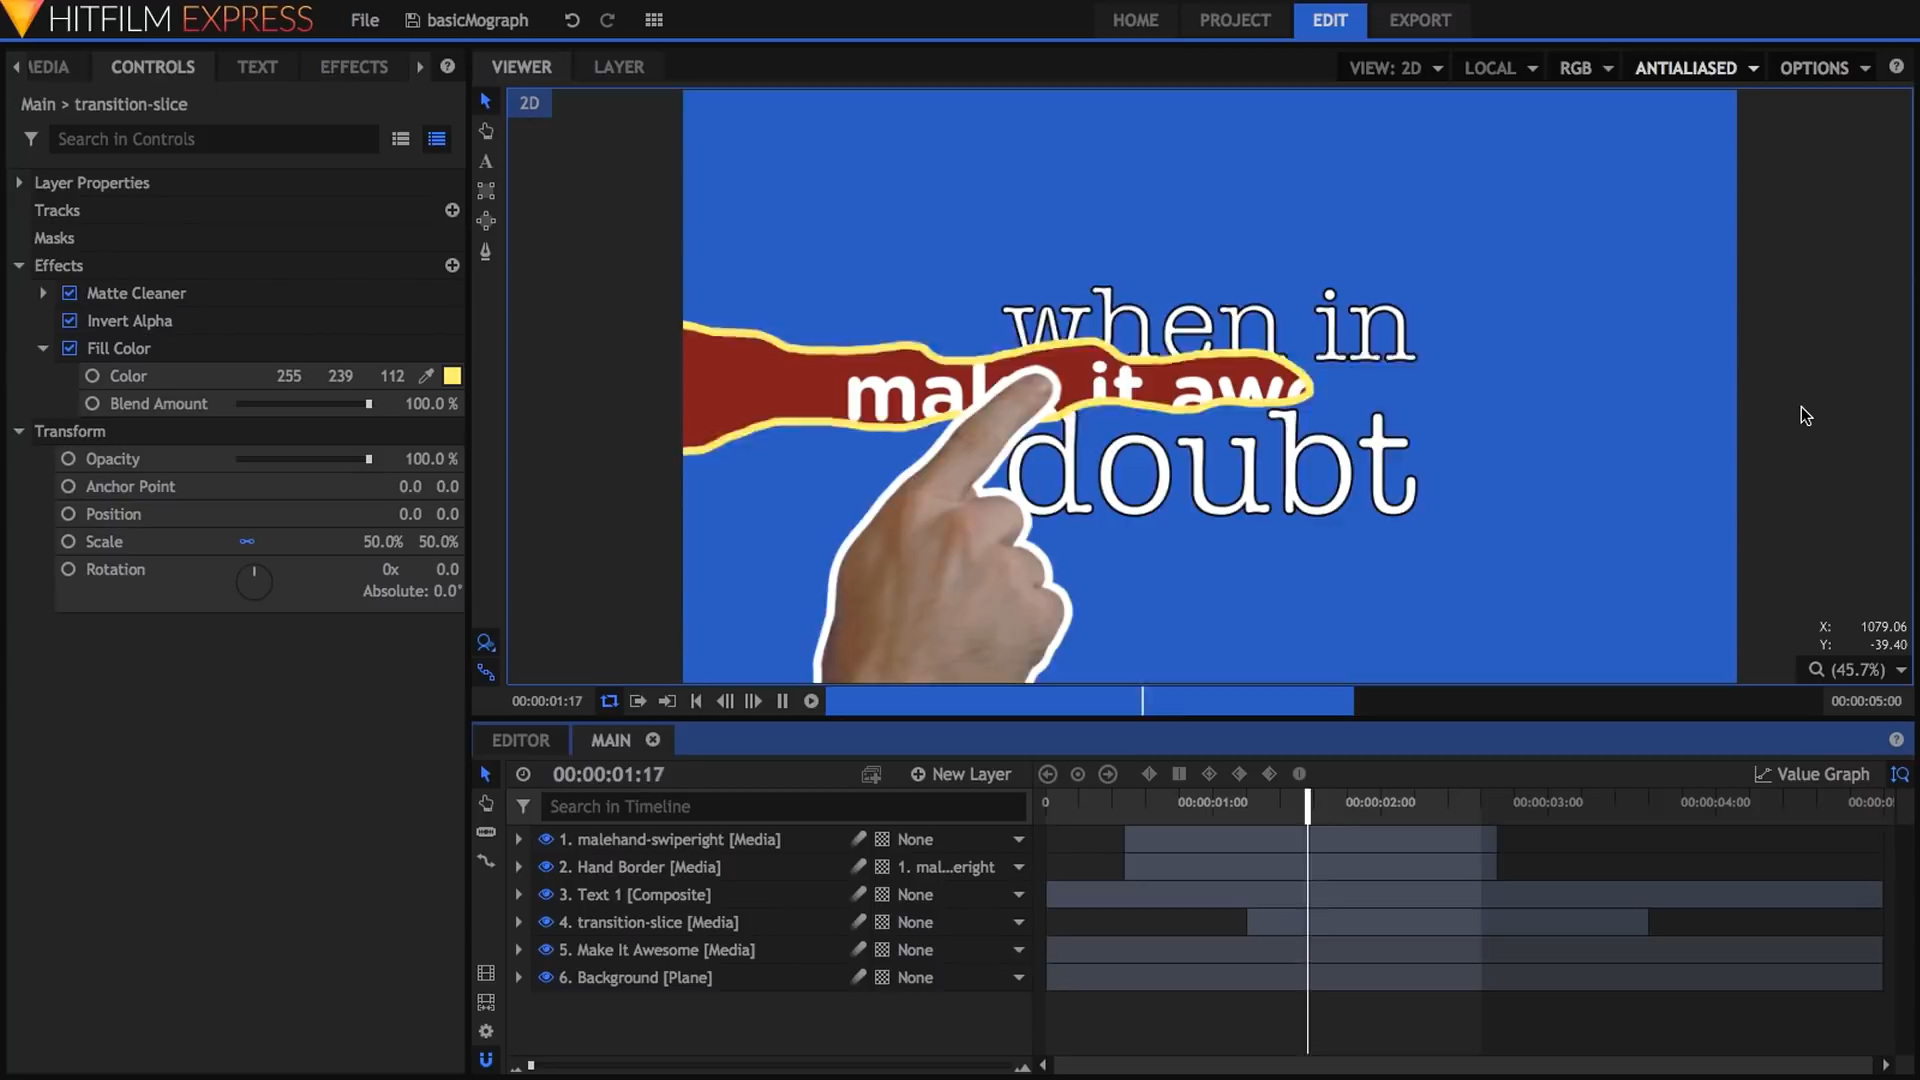 HITFILM EXPRESS
File
basicMograph
HOME
PROJECT
EDIT
EXPORT
CONTROLS
TEXT
EFFECTS
VIEWER
LAYER
VIEW: 2D
LOCAL
RGB
ANTIALIASED
OPTIONS
Main > transition-slice
2D
Search in Controls
Layer Properties
Tracks
Masks
Effects
Matte Cleaner
Invert Alpha
Fill Color
Color 255 239 112
Blend Amount 100.0 %
Transform
Opacity 100.0 %
Anchor Point 0.0 0.0
Position 0.0 0.0
Scale 50.0% 50.0%
Rotation 0x 0.0
Absolute: 0.0°
when in
make it awe
doubt
X: 1079.06
Y: -39.40
(45.7%)
00:00:01:17
00:00:05:00
EDITOR
MAIN
00:00:01:17
New Layer
Value Graph
Search in Timeline
0
00:00:01:00
00:00:02:00
00:00:03:00
00:00:04:00
1. malehand-swiperight [Media] None
2. Hand Border [Media] 1. mal...eright
3. Text 1 [Composite] None
4. transition-slice [Media] None
5. Make It Awesome [Media] None
6. Background [Plane] None